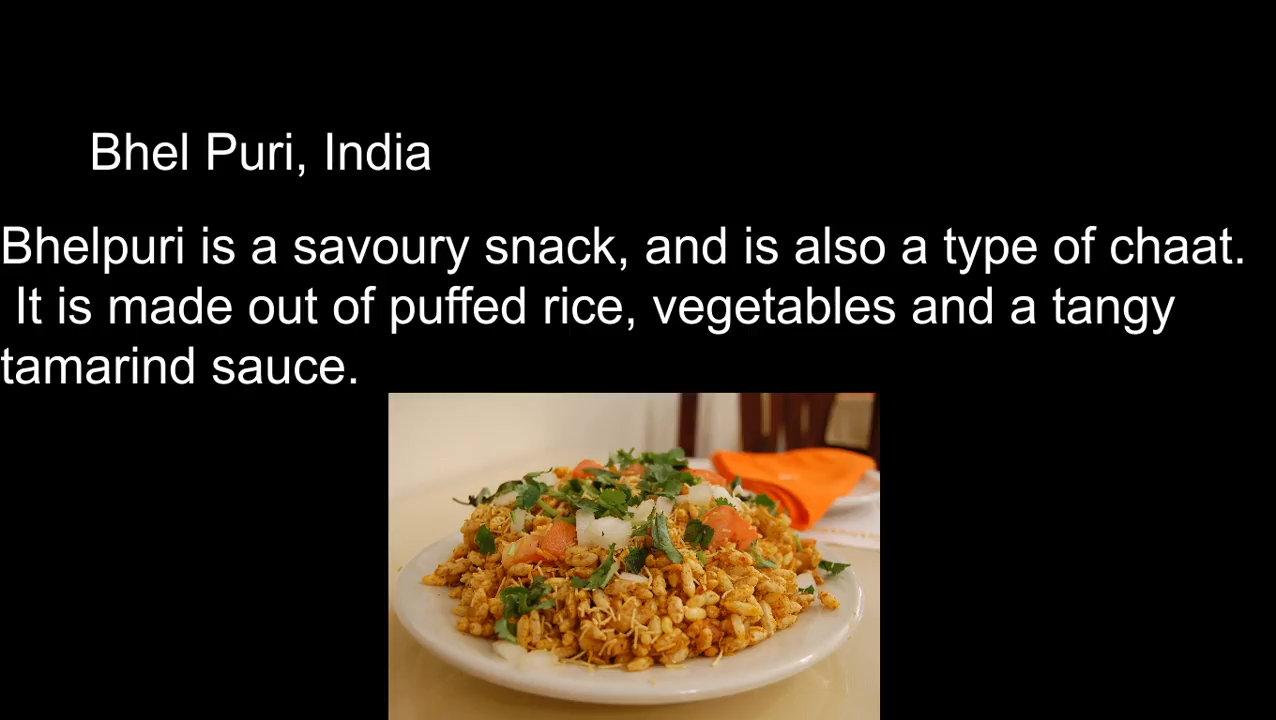 Bhel Puri, India
Bhelpuri is a savoury snack, and is also a type of chaat.
It is made out of puffed rice, vegetables and a tangy
tamarind sauce.